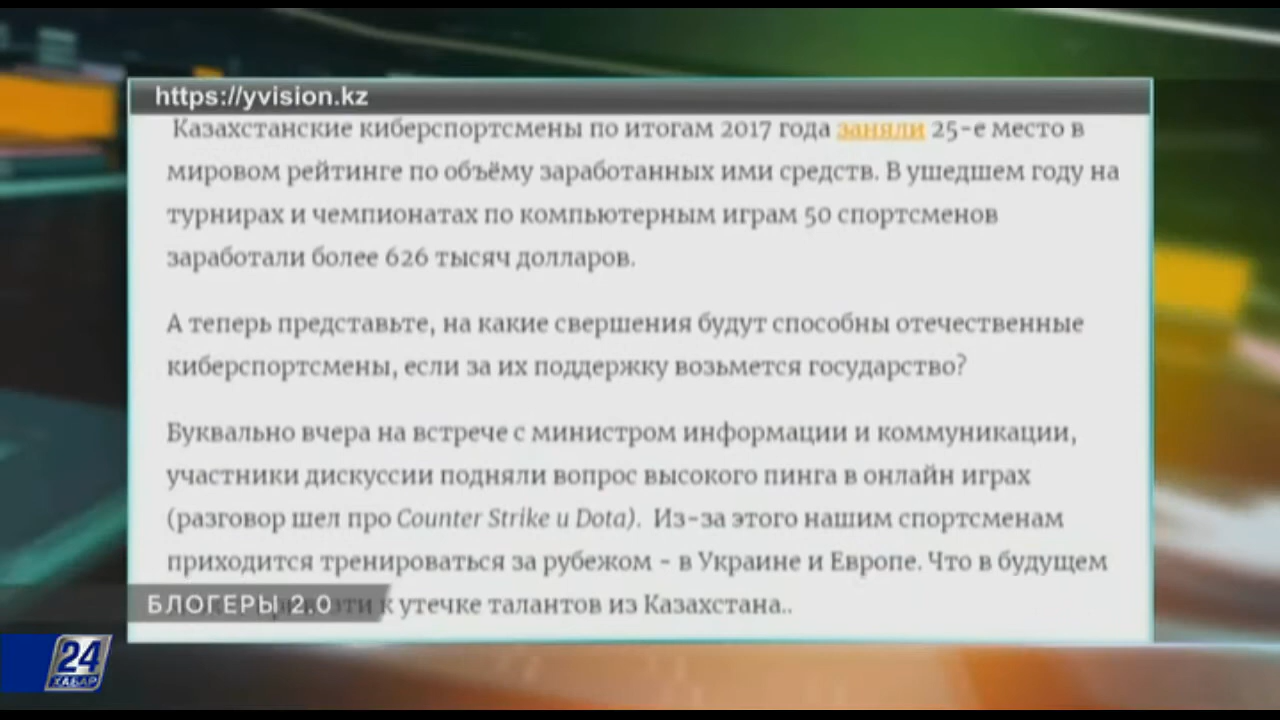 https://yvision.kz
Казахстанские киберспортсмены по итогам 2017 года заняли 25-е место в
мировом рейтинге по объёму заработанных ими средств. В ушедшем году на
турнирах и чемпионатах по компьютерным играм 50 спортсменов
заработали более 626 тысяч долларов.
А теперь представьте, на какие свершения будут способны отечественные
киберспортсмены, если за их поддержку возьмется государство?
Буквально вчера на встрече с министром информации и коммуникации,
участники дискуссии подняли вопрос высокого пинга в онлайн играх
(разговор шел про Counter Strike и Dota). Из-за этого нашим спортсменам
приходится тренироваться за рубежом - в Украине и Европе. Что в будущем
к утечке талантов из Казахстана..
БЛОГЕРЫ 2.0
24
ХАБАР